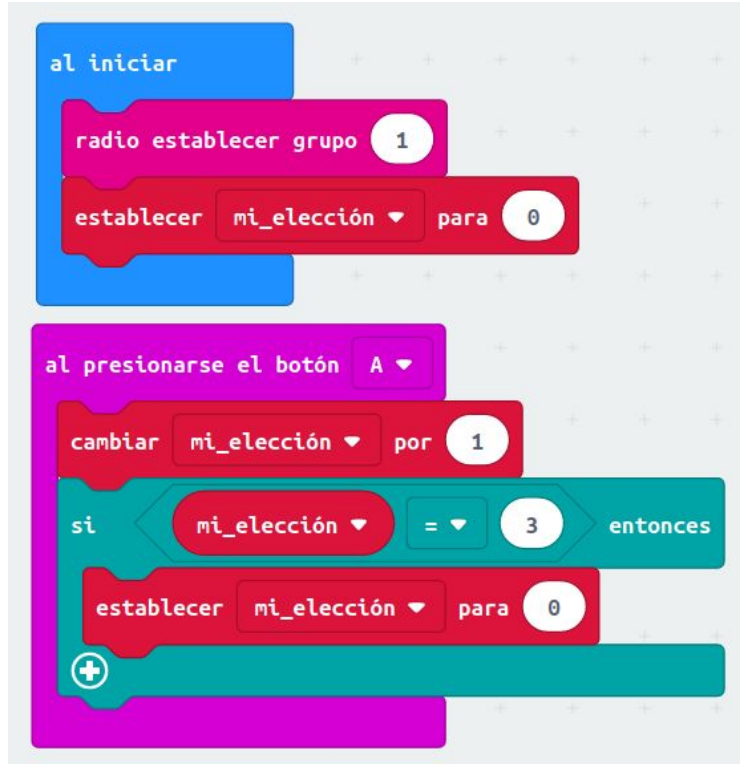 al iniciar
radio establecer grupo 1
establecer mi_elección para 0
al presionarse el botón A
cambiar mi_elección por 1
si mi_elección = 3 entonces
establecer mi_elección para 0